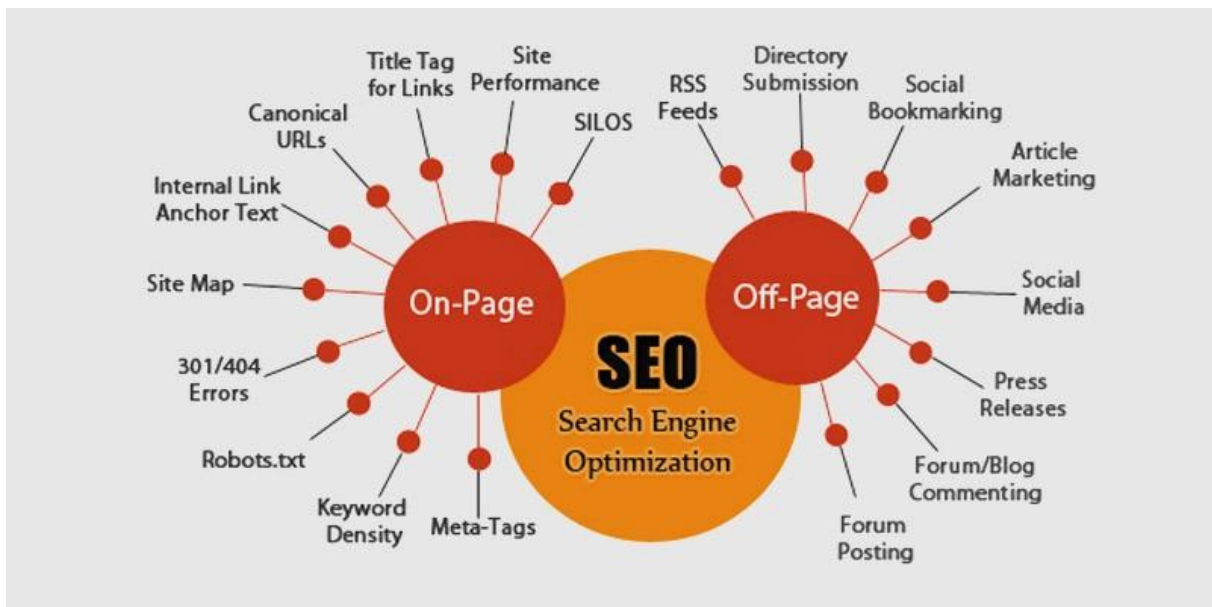 Title Tag
for Links
Site
Performance
SILOS
Canonical
URLs
Internal Link
Anchor Text
Site Map
301/404
Errors
Robots.txt
Keyword
Density
Meta-Tags
On-Page
SEO
Search Engine
Optimization
Off-Page
RSS
Feeds
Directory
Submission
Social
Bookmarking
Article
Marketing
Social
Media
Press
Releases
Forum/Blog
Commenting
Forum
Posting